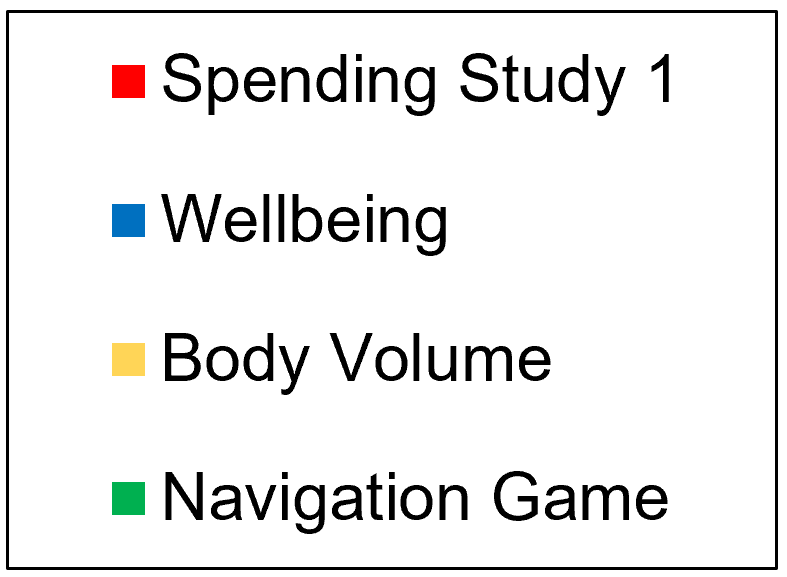 Spending Study 1
Wellbeing
Body Volume
Navigation Game